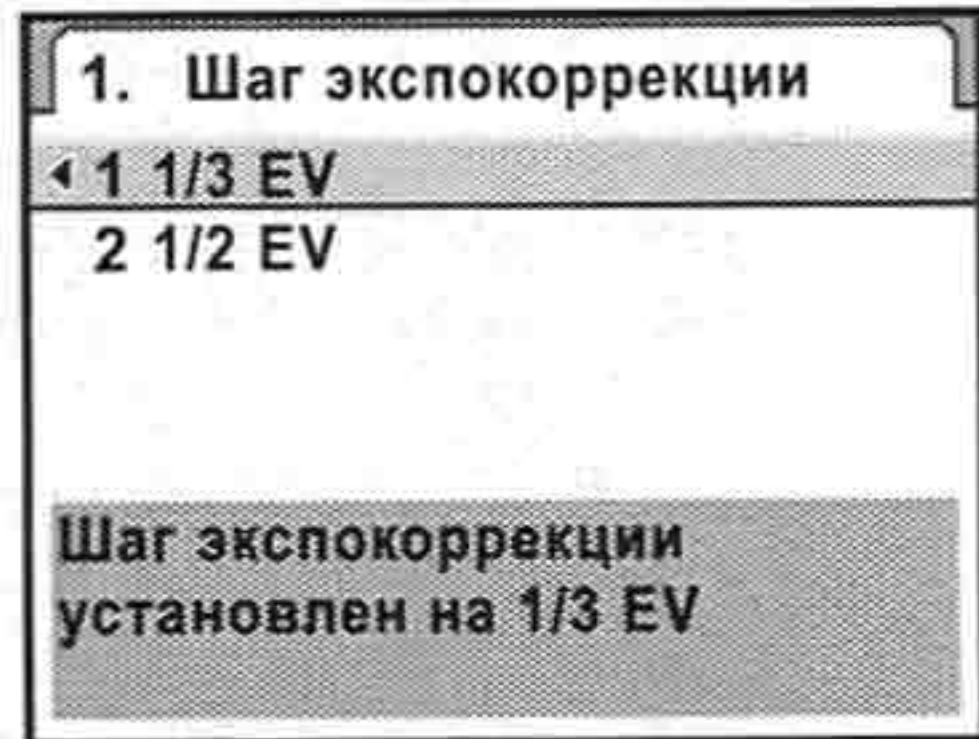 1. Шаг экспокоррекции
1 1/3 EV
2 1/2 EV
Шаг экспокоррекции
установлен на 1/3 EV